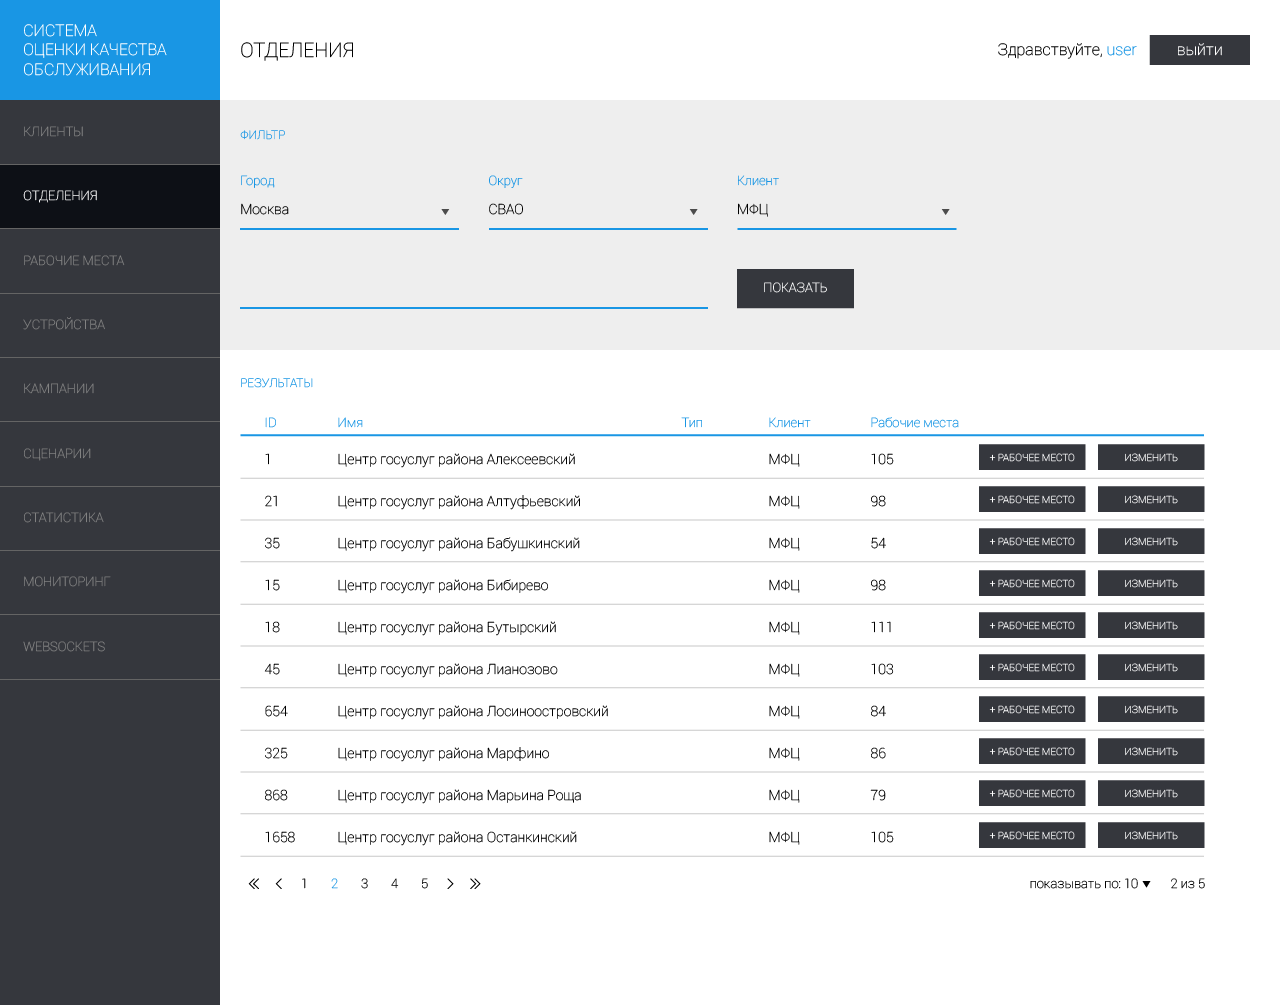 СИСТЕМА
ОЦЕНКИ КАЧЕСТВА
ОБСЛУЖИВАНИЯ
ОТДЕЛЕНИЯ
Здравствуйте, user
ВЫЙТИ
КЛИЕНТЫ
ОТДЕЛЕНИЯ
РАБОЧИЕ МЕСТА
УСТРОЙСТВА
КАМПАНИИ
СЦЕНАРИИ
СТАТИСТИКА
МОНИТОРИНГ
WEBSOCKETS
ФИЛЬТР
Город Округ Клиент
Москва СВАО МФЦ
ПОКАЗАТЬ
РЕЗУЛЬТАТЫ
ID Имя Тип Клиент Рабочие места
1 Центр госуслуг района Алексеевский МФЦ 105 + РАБОЧЕЕ МЕСТО ИЗМЕНИТЬ
21 Центр госуслуг района Алтуфьевский МФЦ 98 + РАБОЧЕЕ МЕСТО ИЗМЕНИТЬ
35 Центр госуслуг района Бабушкинский МФЦ 54 + РАБОЧЕЕ МЕСТО ИЗМЕНИТЬ
15 Центр госуслуг района Бибирево МФЦ 98 + РАБОЧЕЕ МЕСТО ИЗМЕНИТЬ
18 Центр госуслуг района Бутырский МФЦ 111 + РАБОЧЕЕ МЕСТО ИЗМЕНИТЬ
45 Центр госуслуг района Лианозово МФЦ 103 + РАБОЧЕЕ МЕСТО ИЗМЕНИТЬ
654 Центр госуслуг района Лосиноостровский МФЦ 84 + РАБОЧЕЕ МЕСТО ИЗМЕНИТЬ
325 Центр госуслуг района Марфино МФЦ 86 + РАБОЧЕЕ МЕСТО ИЗМЕНИТЬ
868 Центр госуслуг района Марьина Роща МФЦ 79 + РАБОЧЕЕ МЕСТО ИЗМЕНИТЬ
1658 Центр госуслуг района Останкинский МФЦ 105 + РАБОЧЕЕ МЕСТО ИЗМЕНИТЬ
1 2 3 4 5 показывать по: 10 2 из 5